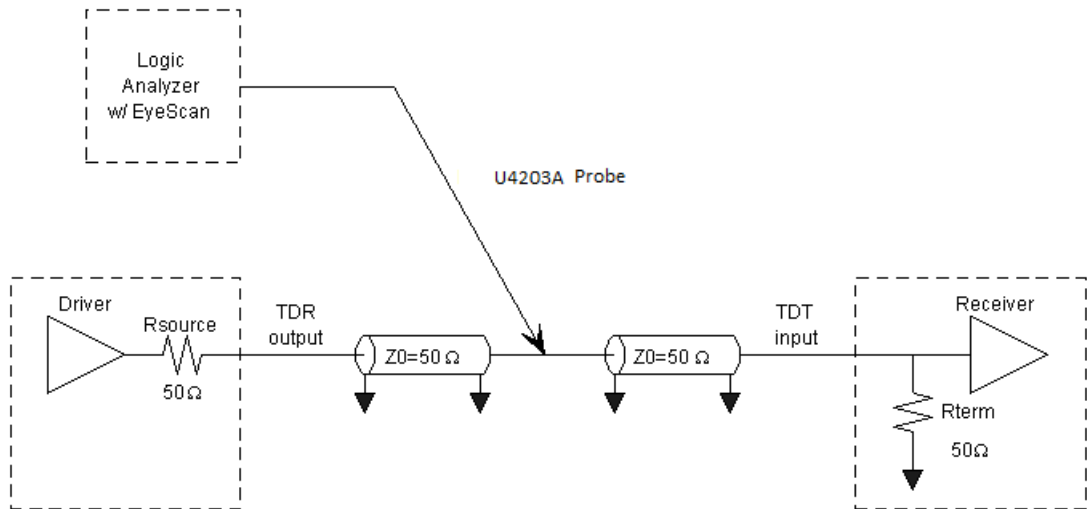 Logic
Analyzer
w/ EyeScan
U4203A Probe
Driver
Rsource
50Ω
TDR
output
Z0=50 Ω
Z0=50 Ω
TDT
input
Receiver
Rterm
50Ω